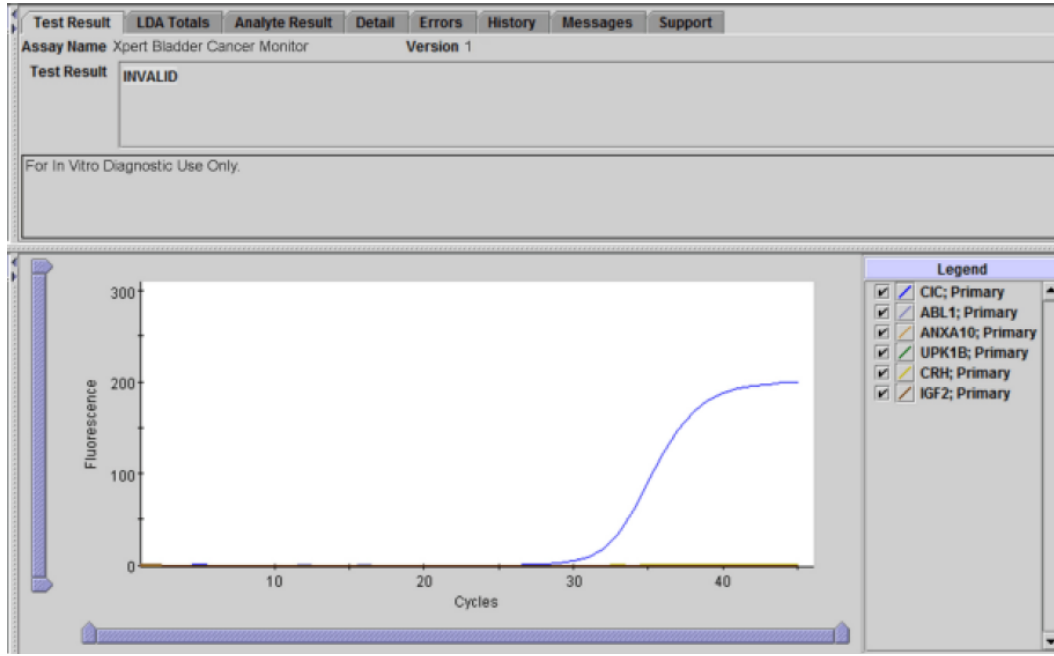 Test Result LDA Totals Analyte Result Detail Errors History Messages Support
Assay Name Xpert Bladder Cancer Monitor Version 1
Test Result INVALID
For In Vitro Diagnostic Use Only.
Legend
CIC; Primary
ABL1; Primary
ANXA10; Primary
UPK1B; Primary
CRH; Primary
IGF2; Primary
300
200
100
0
Fluorescence
10 20 30 40
Cycles